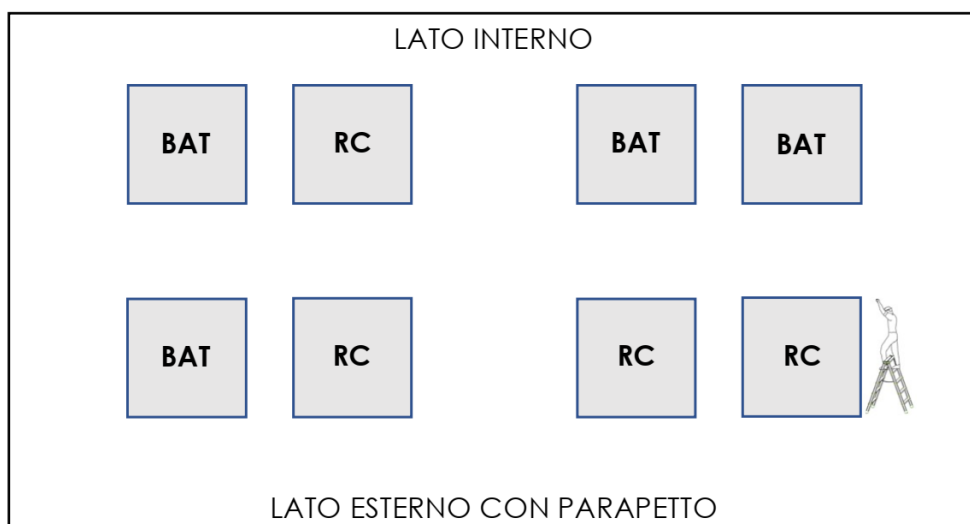 LATO INTERNO
BAT RC BAT BAT
BAT RC RC RC
LATO ESTERNO CON PARAPETTO